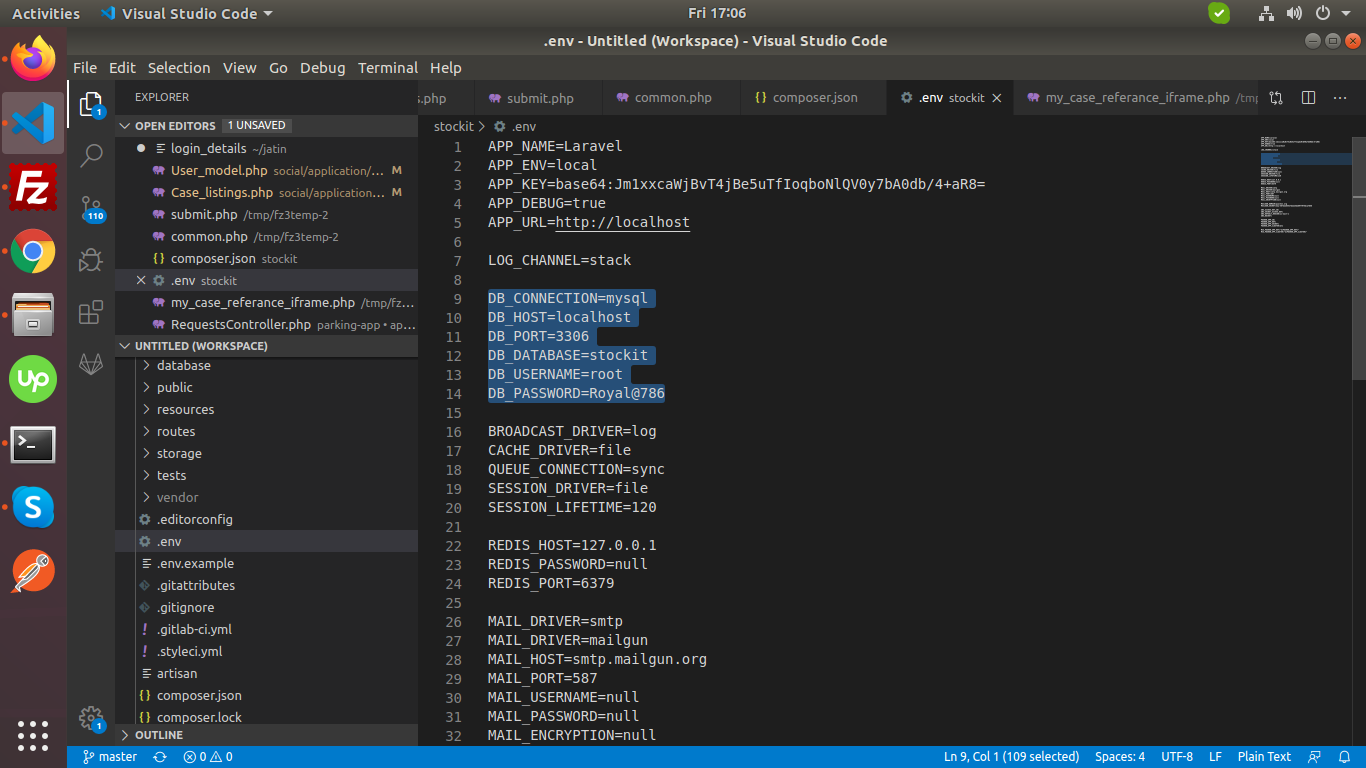 Activities Visual Studio Code Fri 17:06
.env - Untitled (Workspace) - Visual Studio Code
File Edit Selection View Go Debug Terminal Help
EXPLORER
s.php submit.php common.php {} composer.json .env stockit my_case_referance_iframe.php /tmp
OPEN EDITORS 1 UNSAVED
login_details ~/jatin
User_model.php social/application/... M
Case_listings.php social/application... M
submit.php /tmp/fz3temp-2
common.php /tmp/fz3temp-2
{} composer.json stockit
.env stockit
my_case_referance_iframe.php /tmp/fz...
RequestsController.php parking-app • ap...
UNTITLED (WORKSPACE)
database
public
resources
routes
storage
tests
vendor
.editorconfig
.env
.env.example
.gitattributes
.gitignore
! .gitlab-ci.yml
! .styleci.yml
artisan
{} composer.json
{} composer.lock
OUTLINE
1
110
1
Fz
up
S
stockit > .env
1 APP_NAME=Laravel
2 APP_ENV=local
3 APP_KEY=base64:Jm1xxcaWjBvT4jBe5uTfIoqboNlQV0y7bA0db/4+aR8=
4 APP_DEBUG=true
5 APP_URL=http://localhost
6
7 LOG_CHANNEL=stack
8
9 DB_CONNECTION=mysql
10 DB_HOST=localhost
11 DB_PORT=3306
12 DB_DATABASE=stockit
13 DB_USERNAME=root
14 DB_PASSWORD=Royal@786
15
16 BROADCAST_DRIVER=log
17 CACHE_DRIVER=file
18 QUEUE_CONNECTION=sync
19 SESSION_DRIVER=file
20 SESSION_LIFETIME=120
21
22 REDIS_HOST=127.0.0.1
23 REDIS_PASSWORD=null
24 REDIS_PORT=6379
25
26 MAIL_DRIVER=smtp
27 MAIL_DRIVER=mailgun
28 MAIL_HOST=smtp.mailgun.org
29 MAIL_PORT=587
30 MAIL_USERNAME=null
31 MAIL_PASSWORD=null
32 MAIL_ENCRYPTION=null
master 0 0 Ln 9, Col 1 (109 selected) Spaces: 4 UTF-8 LF Plain Text